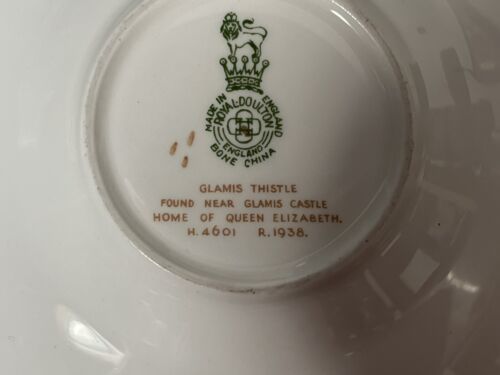 MADE IN ENGLAND
ROYAL·DOULTON
ENGLAND
BONE CHINA
GLAMIS THISTLE
FOUND NEAR GLAMIS CASTLE
HOME OF QUEEN ELIZABETH.
H.4601 R.1938.